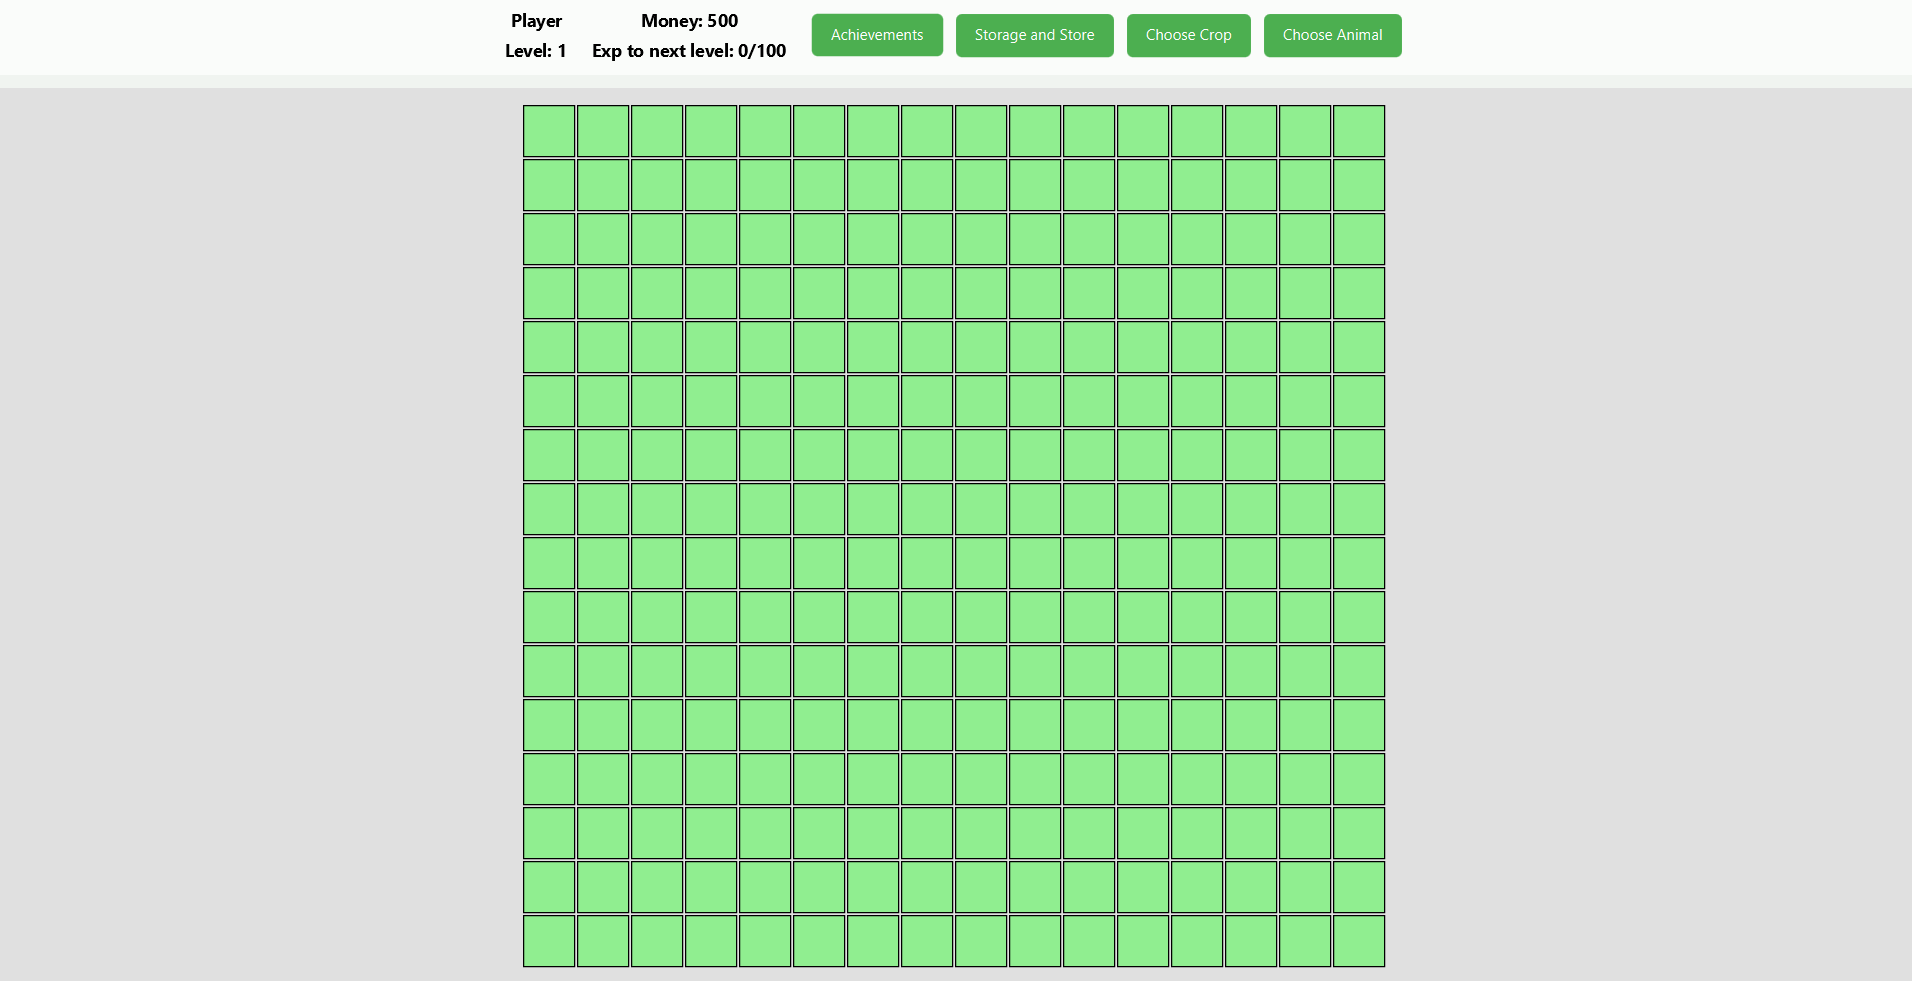 Player
Level: 1
Money: 500
Exp to next level: 0/100
Achievements
Storage and Store
Choose Crop
Choose Animal